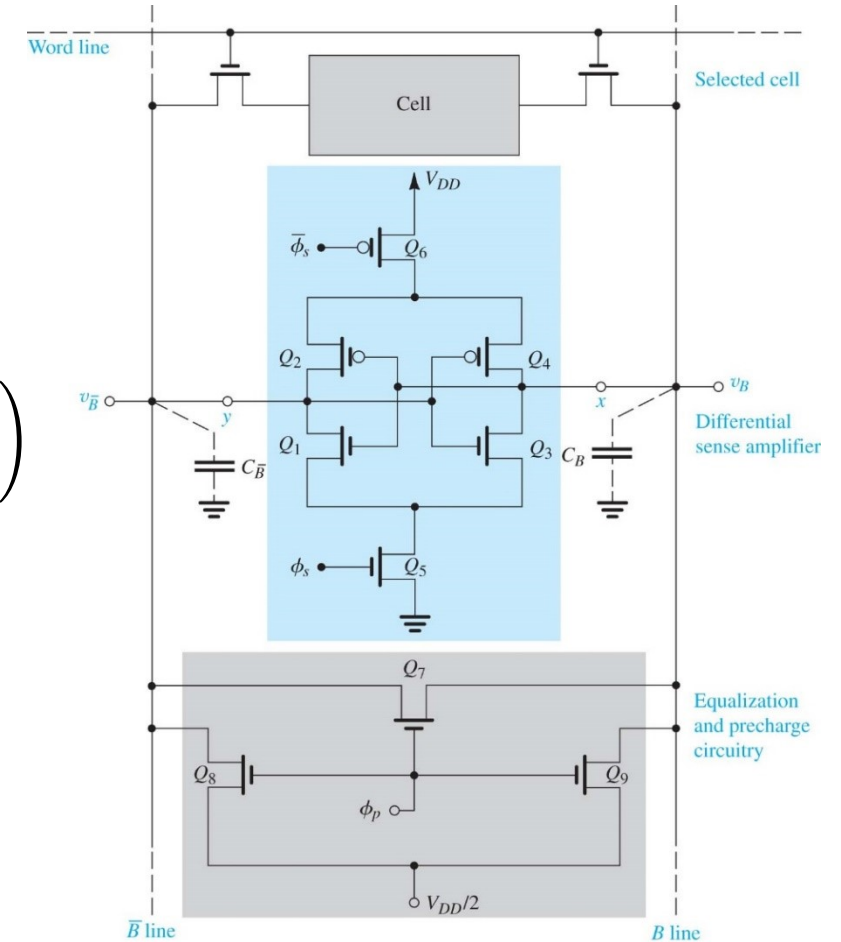 Word line
Selected cell
Cell
V_DD
φ̅_s
Q_6
Q_2
Q_4
v_B̅
y
x
v_B
Differential
sense amplifier
Q_1
Q_3
C_B
C_B̅
φ_s
Q_5
Q_7
Equalization
and precharge
circuitry
Q_8
Q_9
φ_p
V_DD/2
B̅ line
B line
)